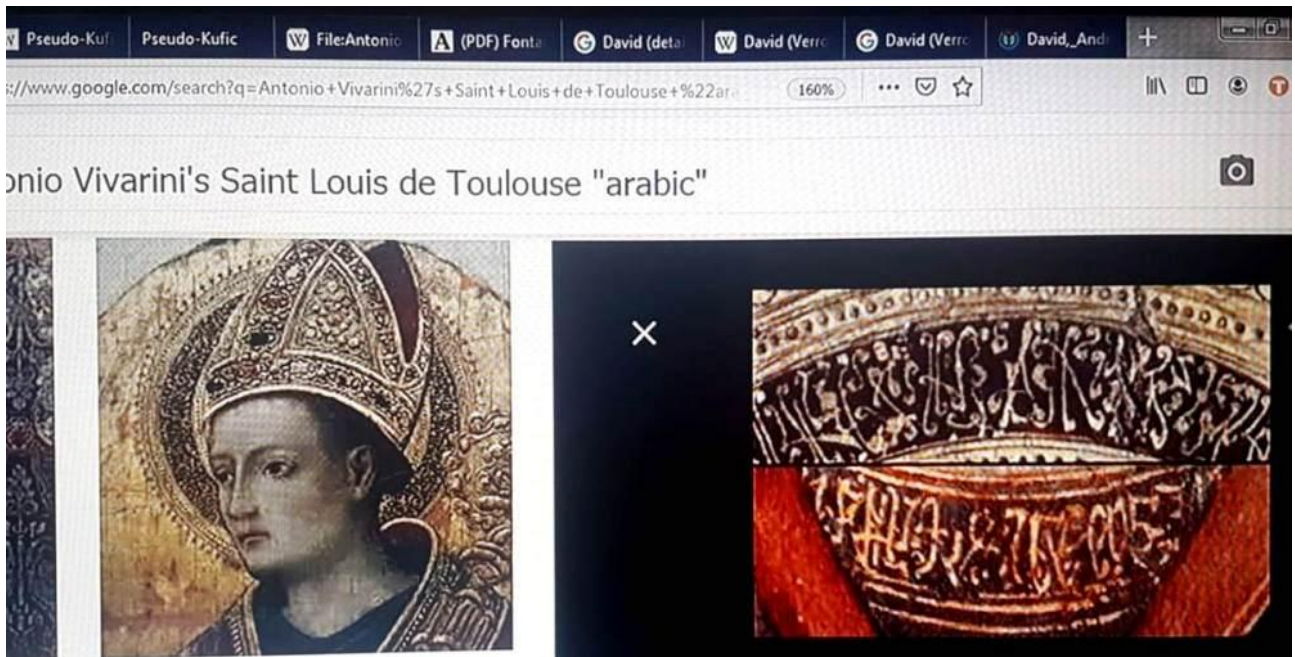 Pseudo-Kuf
Pseudo-Kufic
File:Antonio
(PDF) Fonta
David (deta
David (Verro
David (Verro
David,_And
://www.google.com/search?q=Antonio+Vivarini%27s+Saint+Louis+de+Toulouse+%22ar
160%
onio Vivarini's Saint Louis de Toulouse "arabic"